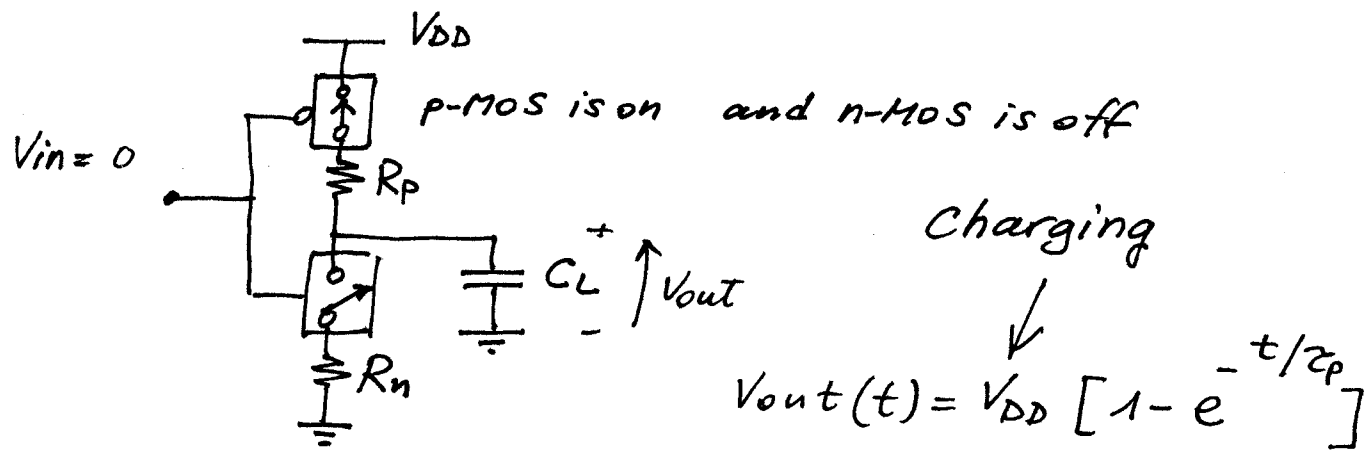 VDD
p-MOS is on and n-MOS is off
Vin = 0
Rp
Charging
+
CL
Vout
-
Rn
Vout(t) = VDD [1 - e^{-t/τp}]